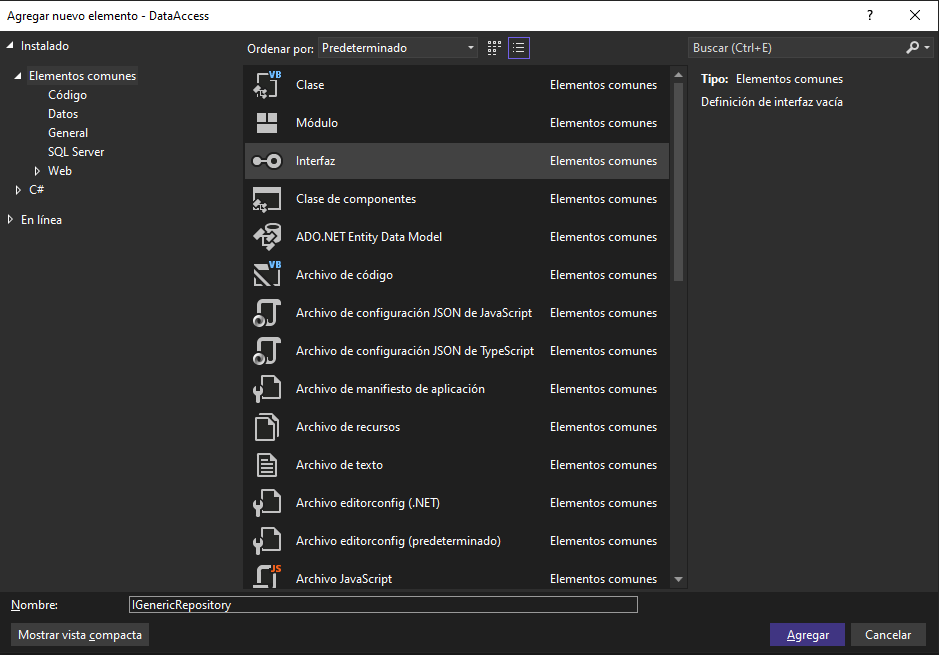 Agregar nuevo elemento - DataAccess
?
Instalado
Elementos comunes
Código
Datos
General
SQL Server
Web
C#
En línea
Ordenar por: Predeterminado
VB Clase Elementos comunes
Módulo Elementos comunes
Interfaz Elementos comunes
Clase de componentes Elementos comunes
ADO.NET Entity Data Model Elementos comunes
VB Archivo de código Elementos comunes
Archivo de configuración JSON de JavaScript Elementos comunes
Archivo de configuración JSON de TypeScript Elementos comunes
Archivo de manifiesto de aplicación Elementos comunes
Archivo de recursos Elementos comunes
Archivo de texto Elementos comunes
Archivo editorconfig (.NET) Elementos comunes
Archivo editorconfig (predeterminado) Elementos comunes
JS Archivo JavaScript Elementos comunes
Buscar (Ctrl+E)
Tipo: Elementos comunes
Definición de interfaz vacía
Nombre: IGenericRepository
Mostrar vista compacta
Agregar Cancelar